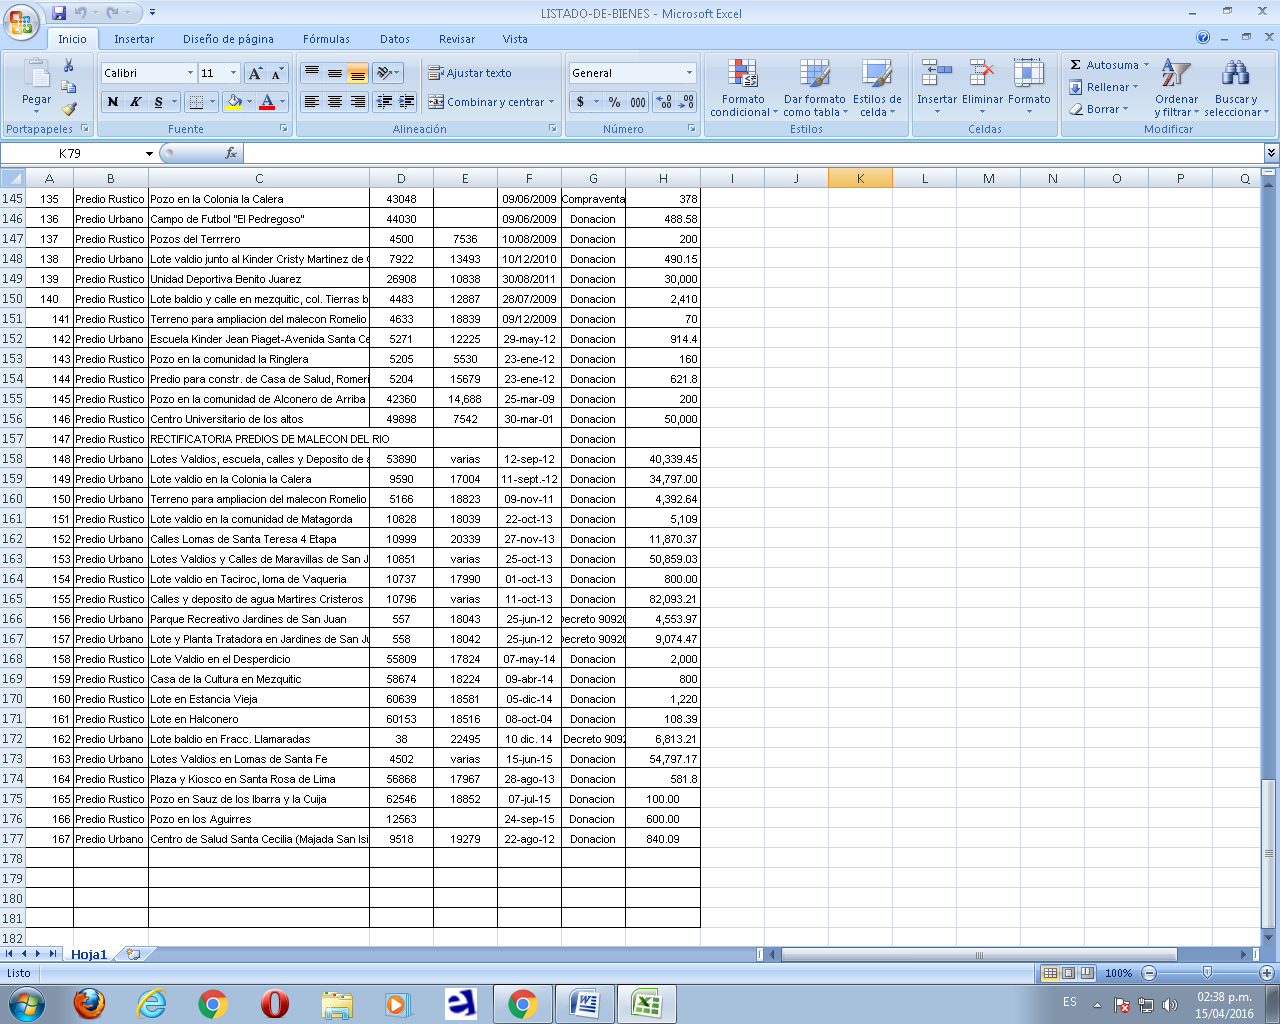 LISTADO-DE-BIENES - Microsoft Excel
Inicio Insertar Diseño de página Fórmulas Datos Revisar Vista
Pegar
Portapapeles
Calibri 11
N K S
Fuente
Ajustar texto
Combinar y centrar
Alineación
General
$ % 000
Número
Formato condicional
Dar formato como tabla
Estilos de celda
Estilos
Insertar Eliminar Formato
Celdas
Σ Autosuma
Rellenar
Borrar
Ordenar y filtrar
Buscar y seleccionar
Modificar
K79 fx
A B C D E F G H I J K L M N O P Q
145 135 Predio Rustico Pozo en la Colonia la Calera 43048 09/06/2009 Compraventa 378
146 136 Predio Urbano Campo de Futbol "El Pedregoso" 44030 09/06/2009 Donacion 488.58
147 137 Predio Rustico Pozos del Terrrero 4500 7536 10/08/2009 Donacion 200
148 138 Predio Urbano Lote valdio junto al Kinder Cristy Martinez de 7922 13493 10/12/2010 Donacion 490.15
149 139 Predio Rustico Unidad Deportiva Benito Juarez 26908 10838 30/08/2011 Donacion 30,000
150 140 Predio Rustico Lote baldio y calle en mezquitic, col. Tierras b 4483 12887 28/07/2009 Donacion 2,410
151 141 Predio Rustico Terreno para ampliacion del malecon Romelio 4633 18839 09/12/2009 Donacion 70
152 142 Predio Urbano Escuela Kinder Jean Piaget-Avenida Santa Ce 5271 12225 29-may-12 Donacion 914.4
153 143 Predio Rustico Pozo en la comunidad la Ringlera 5205 5530 23-ene-12 Donacion 160
154 144 Predio Rustico Predio para constr. de Casa de Salud, Romeri 5204 15679 23-ene-12 Donacion 621.8
155 145 Predio Rustico Pozo en la comunidad de Alconero de Arriba 42360 14,688 25-mar-09 Donacion 200
156 146 Predio Rustico Centro Universitario de los altos 49898 7542 30-mar-01 Donacion 50,000
157 147 Predio Rustico RECTIFICATORIA PREDIOS DE MALECON DEL RIO Donacion
158 148 Predio Urbano Lotes Valdios, escuela, calles y Deposito de a 53890 varias 12-sep-12 Donacion 40,339.45
159 149 Predio Urbano Lote valdio en la Colonia la Calera 9590 17004 11-sept.-12 Donacion 34,797.00
160 150 Predio Urbano Terreno para ampliacion del malecon Romelio 5166 18823 09-nov-11 Donacion 4,392.64
161 151 Predio Rustico Lote valdio en la comunidad de Matagorda 10828 18039 22-oct-13 Donacion 5,109
162 152 Predio Urbano Calles Lomas de Santa Teresa 4 Etapa 10999 20339 27-nov-13 Donacion 11,870.37
163 153 Predio Urbano Lotes Valdios y Calles de Maravillas de San J 10851 varias 25-oct-13 Donacion 50,859.03
164 154 Predio Rustico Lote valdio en Taciroc, loma de Vaqueria 10737 17990 01-oct-13 Donacion 800.00
165 155 Predio Rustico Calles y deposito de agua Martires Cristeros 10796 varias 11-oct-13 Donacion 82,093.21
166 156 Predio Rustico Parque Recreativo Jardines de San Juan 557 18043 25-jun-12 Decreto 9092 4,553.97
167 157 Predio Rustico Lote y Planta Tratadora en Jardines de San Ju 558 18042 25-jun-12 Decreto 9092 9,074.47
168 158 Predio Rustico Lote Valdio en el Desperdicio 55809 17824 07-may-14 Donacion 2,000
169 159 Predio Rustico Casa de la Cultura en Mezquitic 58674 18224 09-abr-14 Donacion 800
170 160 Predio Rustico Lote en Estancia Vieja 60639 18581 05-dic-14 Donacion 1,220
171 161 Predio Rustico Lote en Halconero 60153 18516 08-oct-04 Donacion 108.39
172 162 Predio Urbano Lote baldio en Fracc. Llamaradas 38 22495 10 dic. 14 Decreto 909 6,813.21
173 163 Predio Urbano Lotes Valdios en Lomas de Santa Fe 4502 varias 15-jun-15 Donacion 54,797.17
174 164 Predio Rustico Plaza y Kiosco en Santa Rosa de Lima 56868 17967 28-ago-13 Donacion 581.8
175 165 Predio Rustico Pozo en Sauz de los Ibarra y la Cuija 62546 18852 07-jul-15 Donacion 100.00
176 166 Predio Rustico Pozo en los Aguirres 12563 24-sep-15 Donacion 600.00
177 167 Predio Urbano Centro de Salud Santa Cecilia (Majada San Isi 9518 19279 22-ago-12 Donacion 840.09
178
179
180
181
182
Hoja1
Listo 100%
ES 02:38 p.m.
15/04/2016